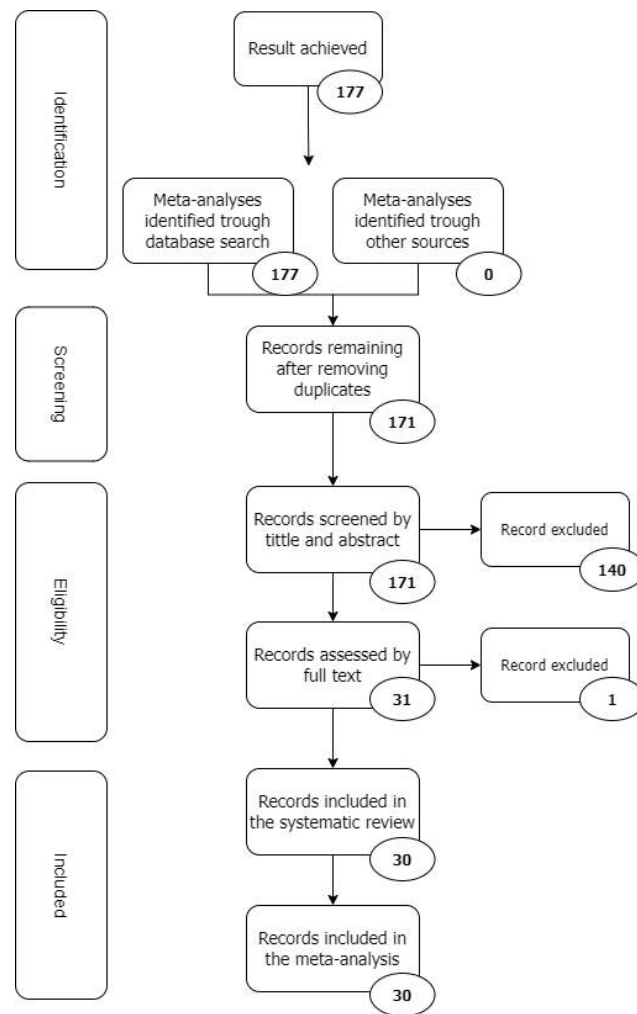 Identification
Result achieved
177
Meta-analyses
identified trough
database search
177
Meta-analyses
identified trough
other sources
0
Screening
Records remaining
after removing
duplicates
171
Eligibility
Records screened by
tittle and abstract
171
Record excluded
140
Records assessed by
full text
31
Record excluded
1
Included
Records included in
the systematic review
30
Records included in
the meta-analysis
30